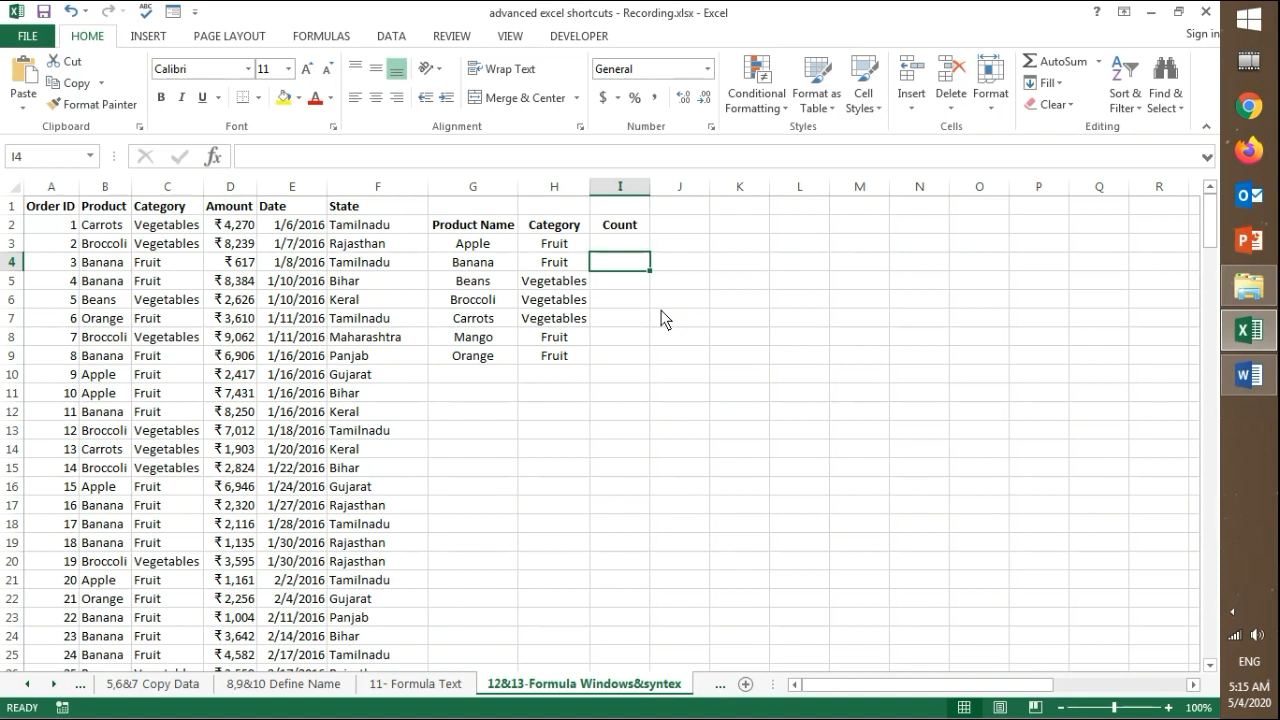 advanced excel shortcuts - Recording.xlsx - Excel
ABC
?
FILE HOME INSERT PAGE LAYOUT FORMULAS DATA REVIEW VIEW DEVELOPER Sign in
Paste Cut Copy Format Painter
Calibri 11
B I U A
Wrap Text
Merge & Center
General
$ % ,
Conditional Formatting Format as Table Cell Styles
Insert Delete Format
AutoSum Fill Clear
Sort & Filter Find & Select
Clipboard Font Alignment Number Styles Cells Editing
I4 fx
A B C D E F G H I J K L M N O P Q R
1 Order ID Product Category Amount Date State
2 1 Carrots Vegetables ₹ 4,270 1/6/2016 Tamilnadu Product Name Category Count
3 2 Broccoli Vegetables ₹ 8,239 1/7/2016 Rajasthan Apple Fruit
4 3 Banana Fruit ₹ 617 1/8/2016 Tamilnadu Banana Fruit
5 4 Banana Fruit ₹ 8,384 1/10/2016 Bihar Beans Vegetables
6 5 Beans Vegetables ₹ 2,626 1/10/2016 Keral Broccoli Vegetables
7 6 Orange Fruit ₹ 3,610 1/11/2016 Tamilnadu Carrots Vegetables
8 7 Broccoli Vegetables ₹ 9,062 1/11/2016 Maharashtra Mango Fruit
9 8 Banana Fruit ₹ 6,906 1/16/2016 Panjab Orange Fruit
10 9 Apple Fruit ₹ 2,417 1/16/2016 Gujarat
11 10 Apple Fruit ₹ 7,431 1/16/2016 Bihar
12 11 Banana Fruit ₹ 8,250 1/16/2016 Keral
13 12 Broccoli Vegetables ₹ 7,012 1/18/2016 Tamilnadu
14 13 Carrots Vegetables ₹ 1,903 1/20/2016 Keral
15 14 Broccoli Vegetables ₹ 2,824 1/22/2016 Bihar
16 15 Apple Fruit ₹ 6,946 1/24/2016 Gujarat
17 16 Banana Fruit ₹ 2,320 1/27/2016 Rajasthan
18 17 Banana Fruit ₹ 2,116 1/28/2016 Tamilnadu
19 18 Banana Fruit ₹ 1,135 1/30/2016 Rajasthan
20 19 Broccoli Vegetables ₹ 3,595 1/30/2016 Rajasthan
21 20 Apple Fruit ₹ 1,161 2/2/2016 Tamilnadu
22 21 Orange Fruit ₹ 2,256 2/4/2016 Gujarat
23 22 Banana Fruit ₹ 1,004 2/11/2016 Panjab
24 23 Banana Fruit ₹ 3,642 2/14/2016 Bihar
25 24 Banana Fruit ₹ 4,582 2/17/2016 Tamilnadu
... 5,6&7 Copy Data 8,9&10 Define Name 11- Formula Text 12&13-Formula Windows&syntex ...
READY 100%
ENG
5:15 AM
5/4/2020